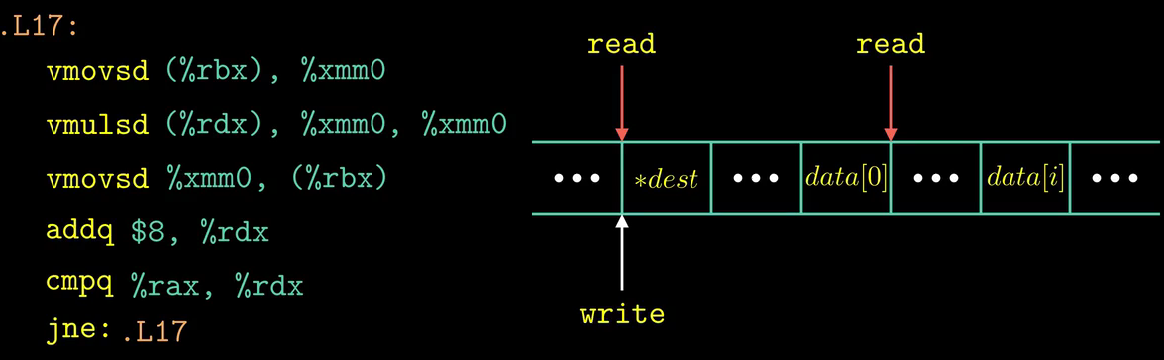 .L17:
vmovsd (%rbx), %xmm0
vmulsd (%rdx), %xmm0, %xmm0
vmovsd %xmm0, (%rbx)
addq $8, %rdx
cmpq %rax, %rdx
jne: .L17
read read
••• *dest ••• data[0] ••• data[i] •••
write